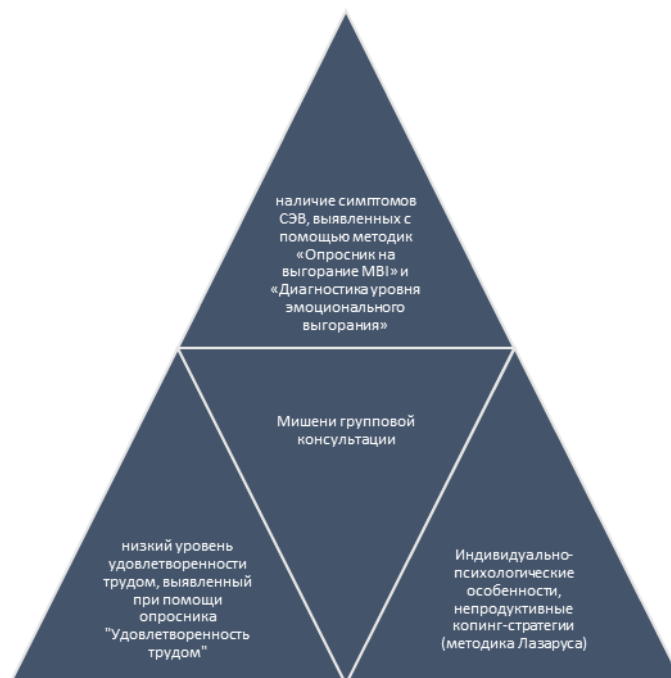 наличие симптомов
СЭВ, выявленных с
помощью методик
«Опросник на
выгорание MBI» и
«Диагностика уровня
эмоционального
выгорания»
Мишени групповой
консультации
низкий уровень
удовлетворенности
трудом, выявленный
при помощи
опросника
"Удовлетворенность
трудом"
Индивидуально-
психологические
особенности,
непродуктивные
копинг-стратегии
(методика Лазаруса)